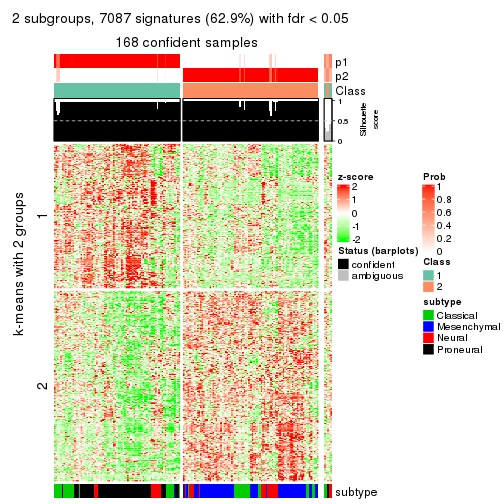 2 subgroups, 7087 signatures (62.9%) with fdr < 0.05
168 confident samples
p1
p2
Class
1
0.5
0
Silhouette
score
k-means with 2 groups
1
2
z-score
2
1
0
-1
-2
Status (barplots)
confident
ambiguous
Prob
1
0.8
0.6
0.4
0.2
0
Class
1
2
subtype
Classical
Mesenchymal
Neural
Proneural
subtype